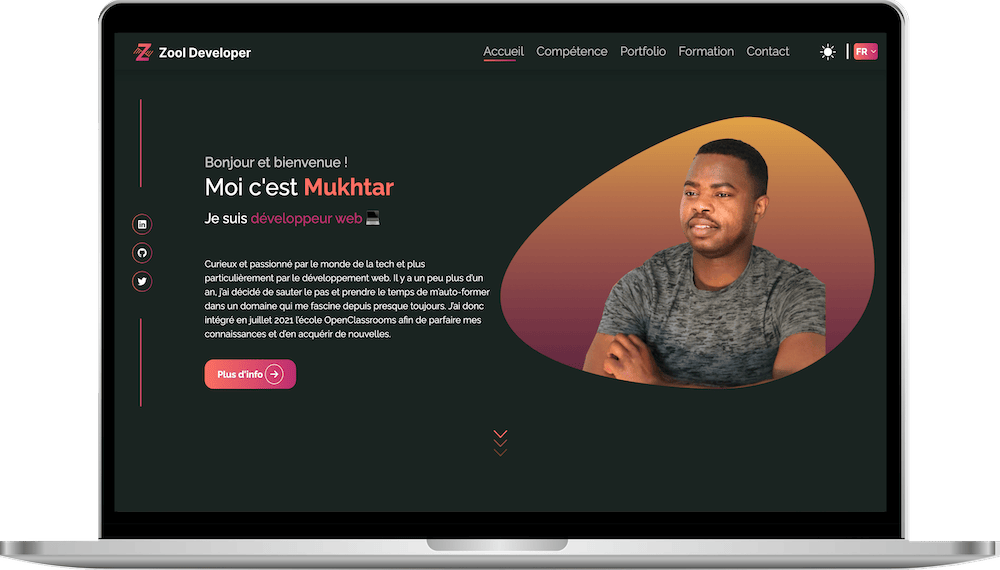 Zool Developer
Accueil Compétence Portfolio Formation Contact
FR
Bonjour et bienvenue !
Moi c'est Mukhtar
Je suis développeur web
Curieux et passionné par le monde de la tech et plus
particulièrement par le développement web. Il y a un peu plus d'un
an, j'ai décidé de sauter le pas et prendre le temps de m'auto-former
dans un domaine qui me fascine depuis presque toujours. J'ai donc
intégré en juillet 2021 l'école OpenClassrooms afin de parfaire mes
connaissances et d'en acquérir de nouvelles.
Plus d'info